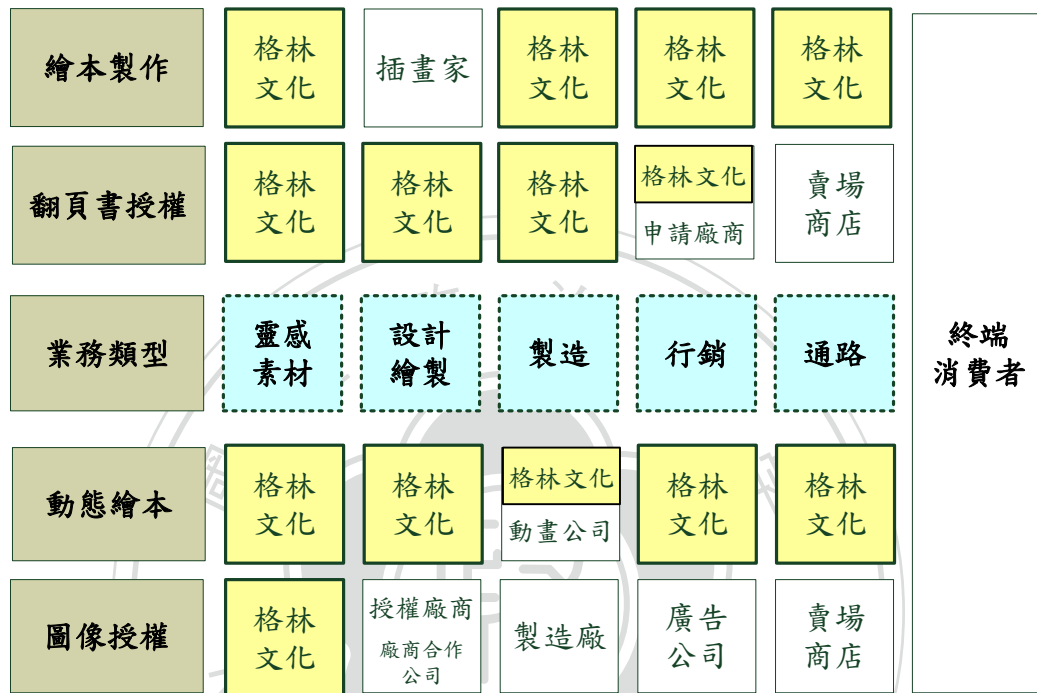 繪本製作
格林
文化
插畫家
格林
文化
格林
文化
格林
文化
翻頁書授權
格林
文化
格林
文化
格林
文化
格林文化
申請廠商
賣場
商店
業務類型
靈感
素材
設計
繪製
製造
行銷
通路
終端
消費者
動態繪本
格林
文化
格林
文化
格林文化
動畫公司
格林
文化
格林
文化
圖像授權
格林
文化
授權廠商
廠商合作
公司
製造廠
廣告
公司
賣場
商店